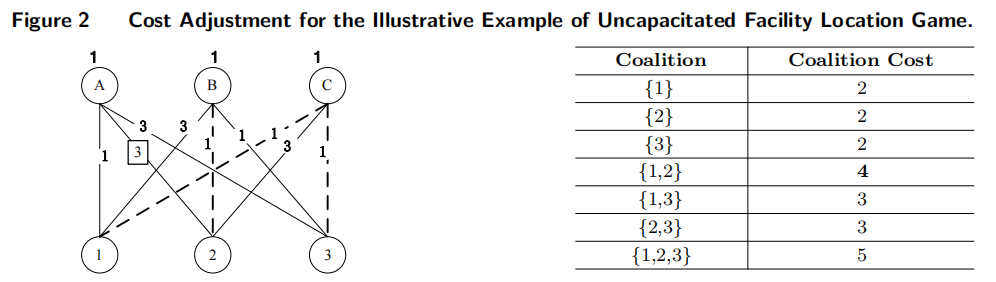 Figure 2 Cost Adjustment for the Illustrative Example of Uncapacitated Facility Location Game.
1 1 1
A B C
3 3 1 1
1 3 1 3 1
1 2 3
Coalition Coalition Cost
{1} 2
{2} 2
{3} 2
{1,2} 4
{1,3} 3
{2,3} 3
{1,2,3} 5